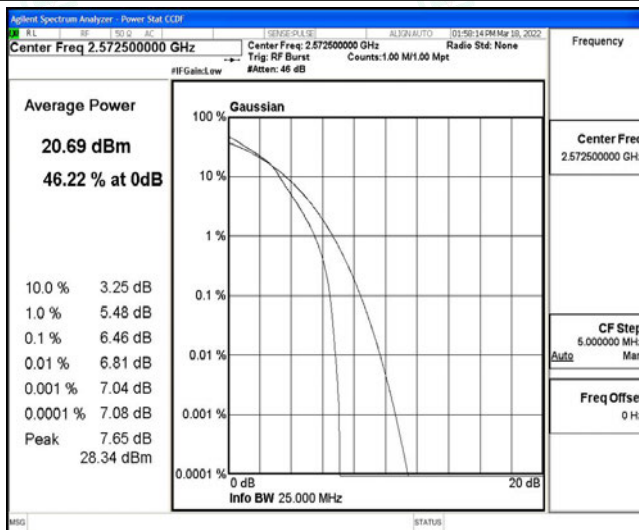 Agilent Spectrum Analyzer - Power Stat CCDF
RL RF 50 Ω AC SENSE:PULSE ALIGNAUTO 01:58:14 PM Mar 18, 2022
Center Freq 2.572500000 GHz
Center Freq: 2.572500000 GHz Radio Std: None
Trig: RF Burst Counts:1.00 M/1.00 Mpt
#IFGain:Low #Atten: 46 dB
Frequency
Average Power
20.69 dBm
46.22 % at 0dB
10.0 % 3.25 dB
1.0 % 5.48 dB
0.1 % 6.46 dB
0.01 % 6.81 dB
0.001 % 7.04 dB
0.0001 % 7.08 dB
Peak 7.65 dB
28.34 dBm
Gaussian
100 %
10 %
1 %
0.1 %
0.01 %
0.001 %
0.0001 %
0 dB 20 dB
Info BW 25.000 MHz
Center Freq
2.572500000 GHz
CF Step
5.000000 MHz
Auto Man
Freq Offse
0 Hz
MSG STATUS